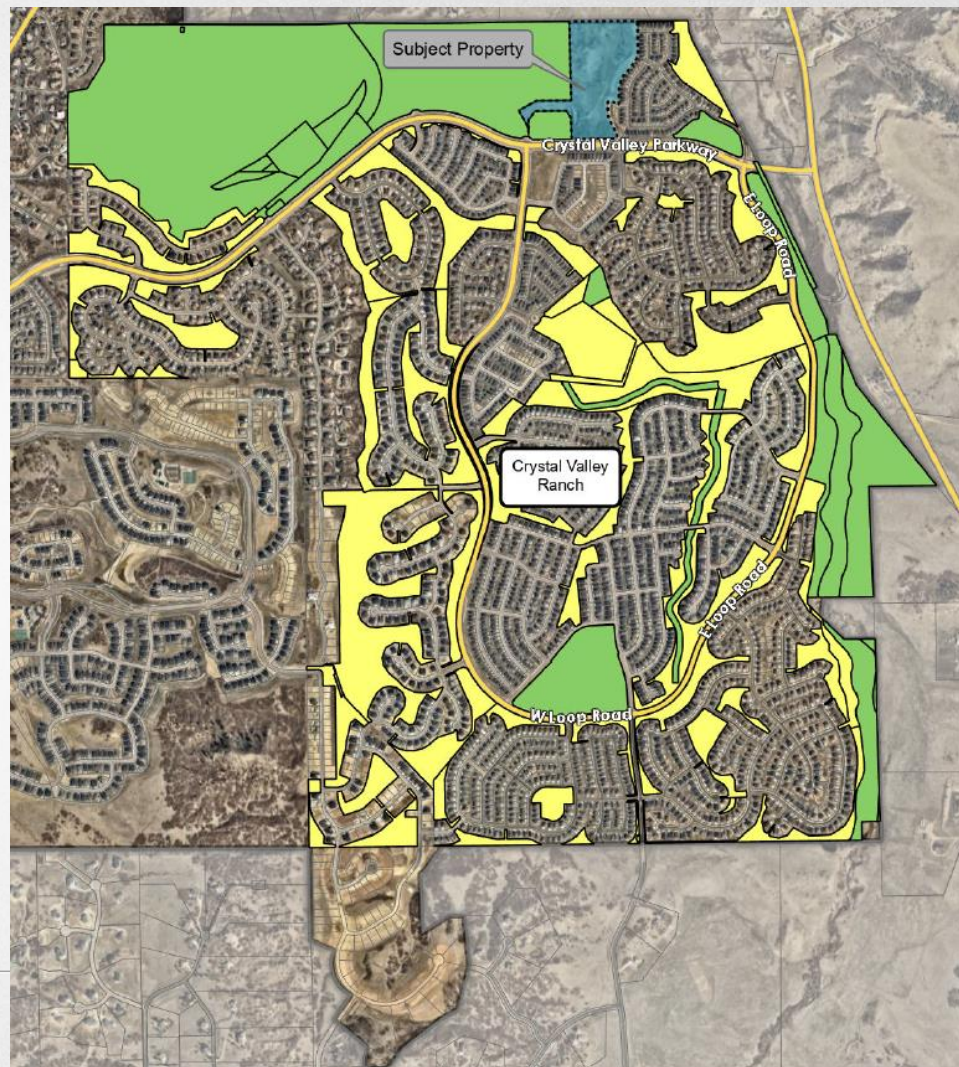 Subject Property
Crystal Valley Parkway
E Loop Road
Crystal Valley
Ranch
E Loop Road
W Loop Road